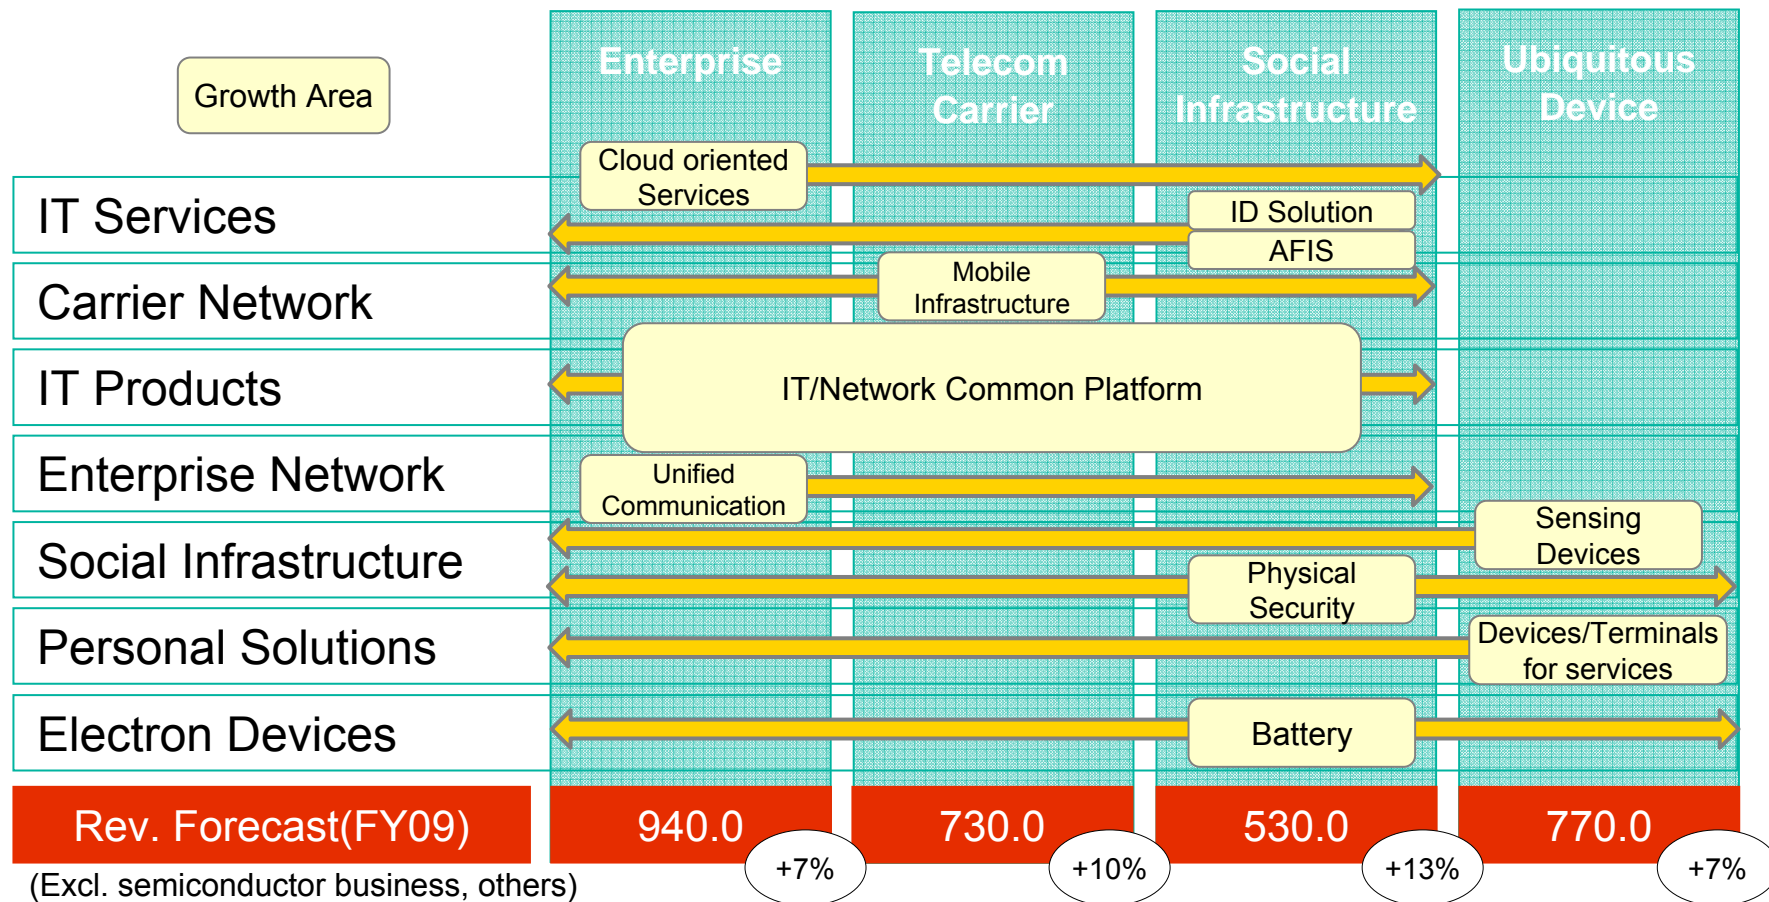 Growth Area
Enterprise
Telecom
Carrier
Social
Infrastructure
Ubiquitous
Device
Cloud oriented
Services
IT Services
ID Solution
AFIS
Carrier Network
Mobile
Infrastructure
IT Products
IT/Network Common Platform
Enterprise Network
Unified
Communication
Sensing
Devices
Social Infrastructure
Physical
Security
Personal Solutions
Devices/Terminals
for services
Electron Devices
Battery
Rev. Forecast(FY09)
940.0
730.0
530.0
770.0
+7%
+10%
+13%
+7%
(Excl. semiconductor business, others)